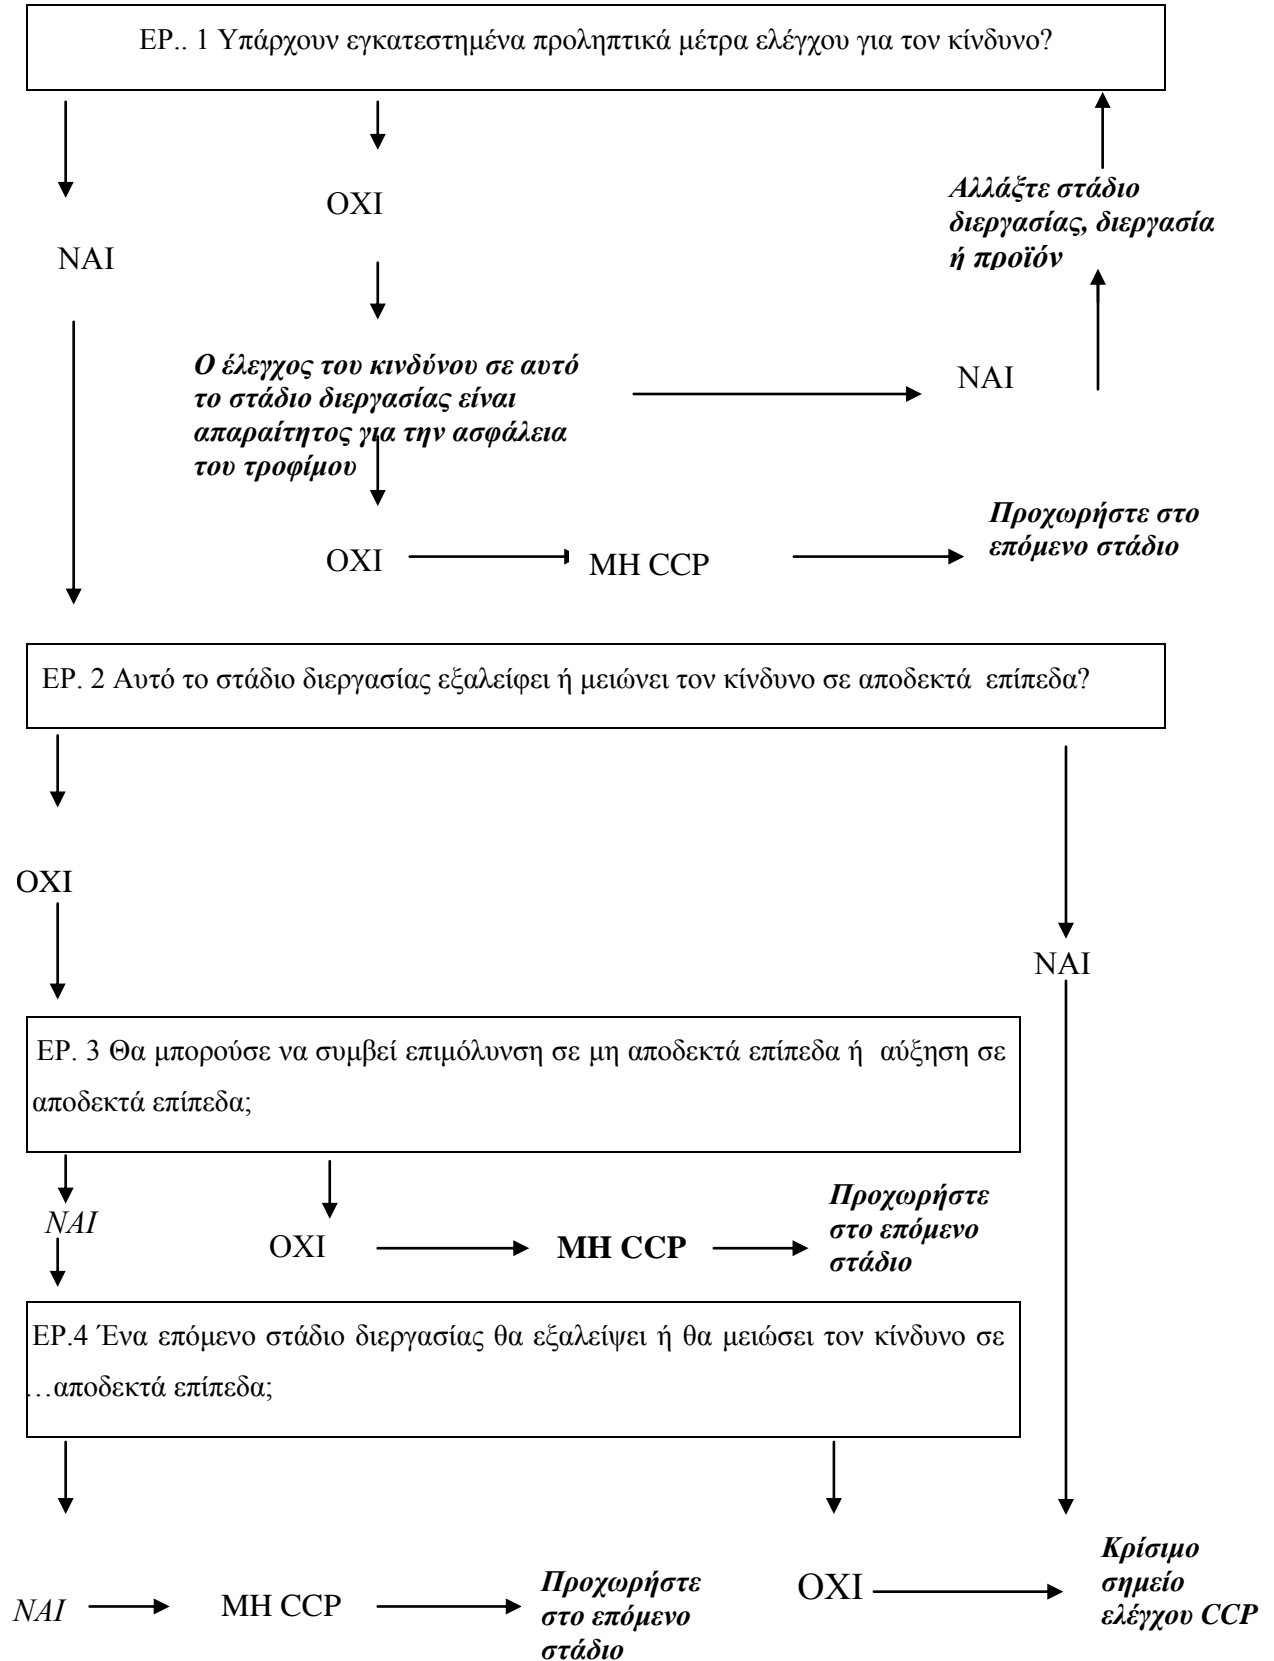 ΕΡ.. 1 Υπάρχουν εγκατεστημένα προληπτικά μέτρα ελέγχου για τον κίνδυνο?
ΟΧΙ
Αλλάξτε στάδιο
διεργασίας, διεργασία
ή προϊόν
ΝΑΙ
Ο έλεγχος του κινδύνου σε αυτό
το στάδιο διεργασίας είναι
απαραίτητος για την ασφάλεια
του τροφίμου
ΝΑΙ
ΟΧΙ
ΜΗ CCP
Προχωρήστε στο
επόμενο στάδιο
ΕΡ. 2 Αυτό το στάδιο διεργασίας εξαλείφει ή μειώνει τον κίνδυνο σε αποδεκτά επίπεδα?
ΟΧΙ
ΝΑΙ
ΕΡ. 3 Θα μπορούσε να συμβεί επιμόλυνση σε μη αποδεκτά επίπεδα ή αύξηση σε
αποδεκτά επίπεδα;
ΝΑΙ
ΟΧΙ
ΜΗ CCP
Προχωρήστε
στο επόμενο
στάδιο
ΕΡ.4 Ένα επόμενο στάδιο διεργασίας θα εξαλείψει ή θα μειώσει τον κίνδυνο σε
…αποδεκτά επίπεδα;
ΝΑΙ
ΜΗ CCP
Προχωρήστε
στο επόμενο
στάδιο
ΟΧΙ
Κρίσιμο
σημείο
ελέγχου CCP